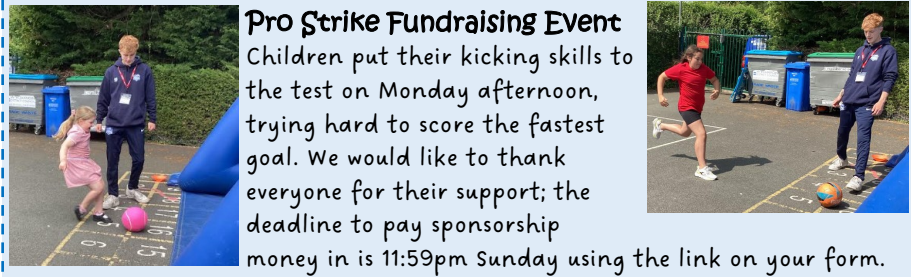 Pro Strike Fundraising Event
Children put their kicking skills to
the test on Monday afternoon,
trying hard to score the fastest
goal. We would like to thank
everyone for their support; the
deadline to pay sponsorship
money in is 11:59pm Sunday using the link on your form.